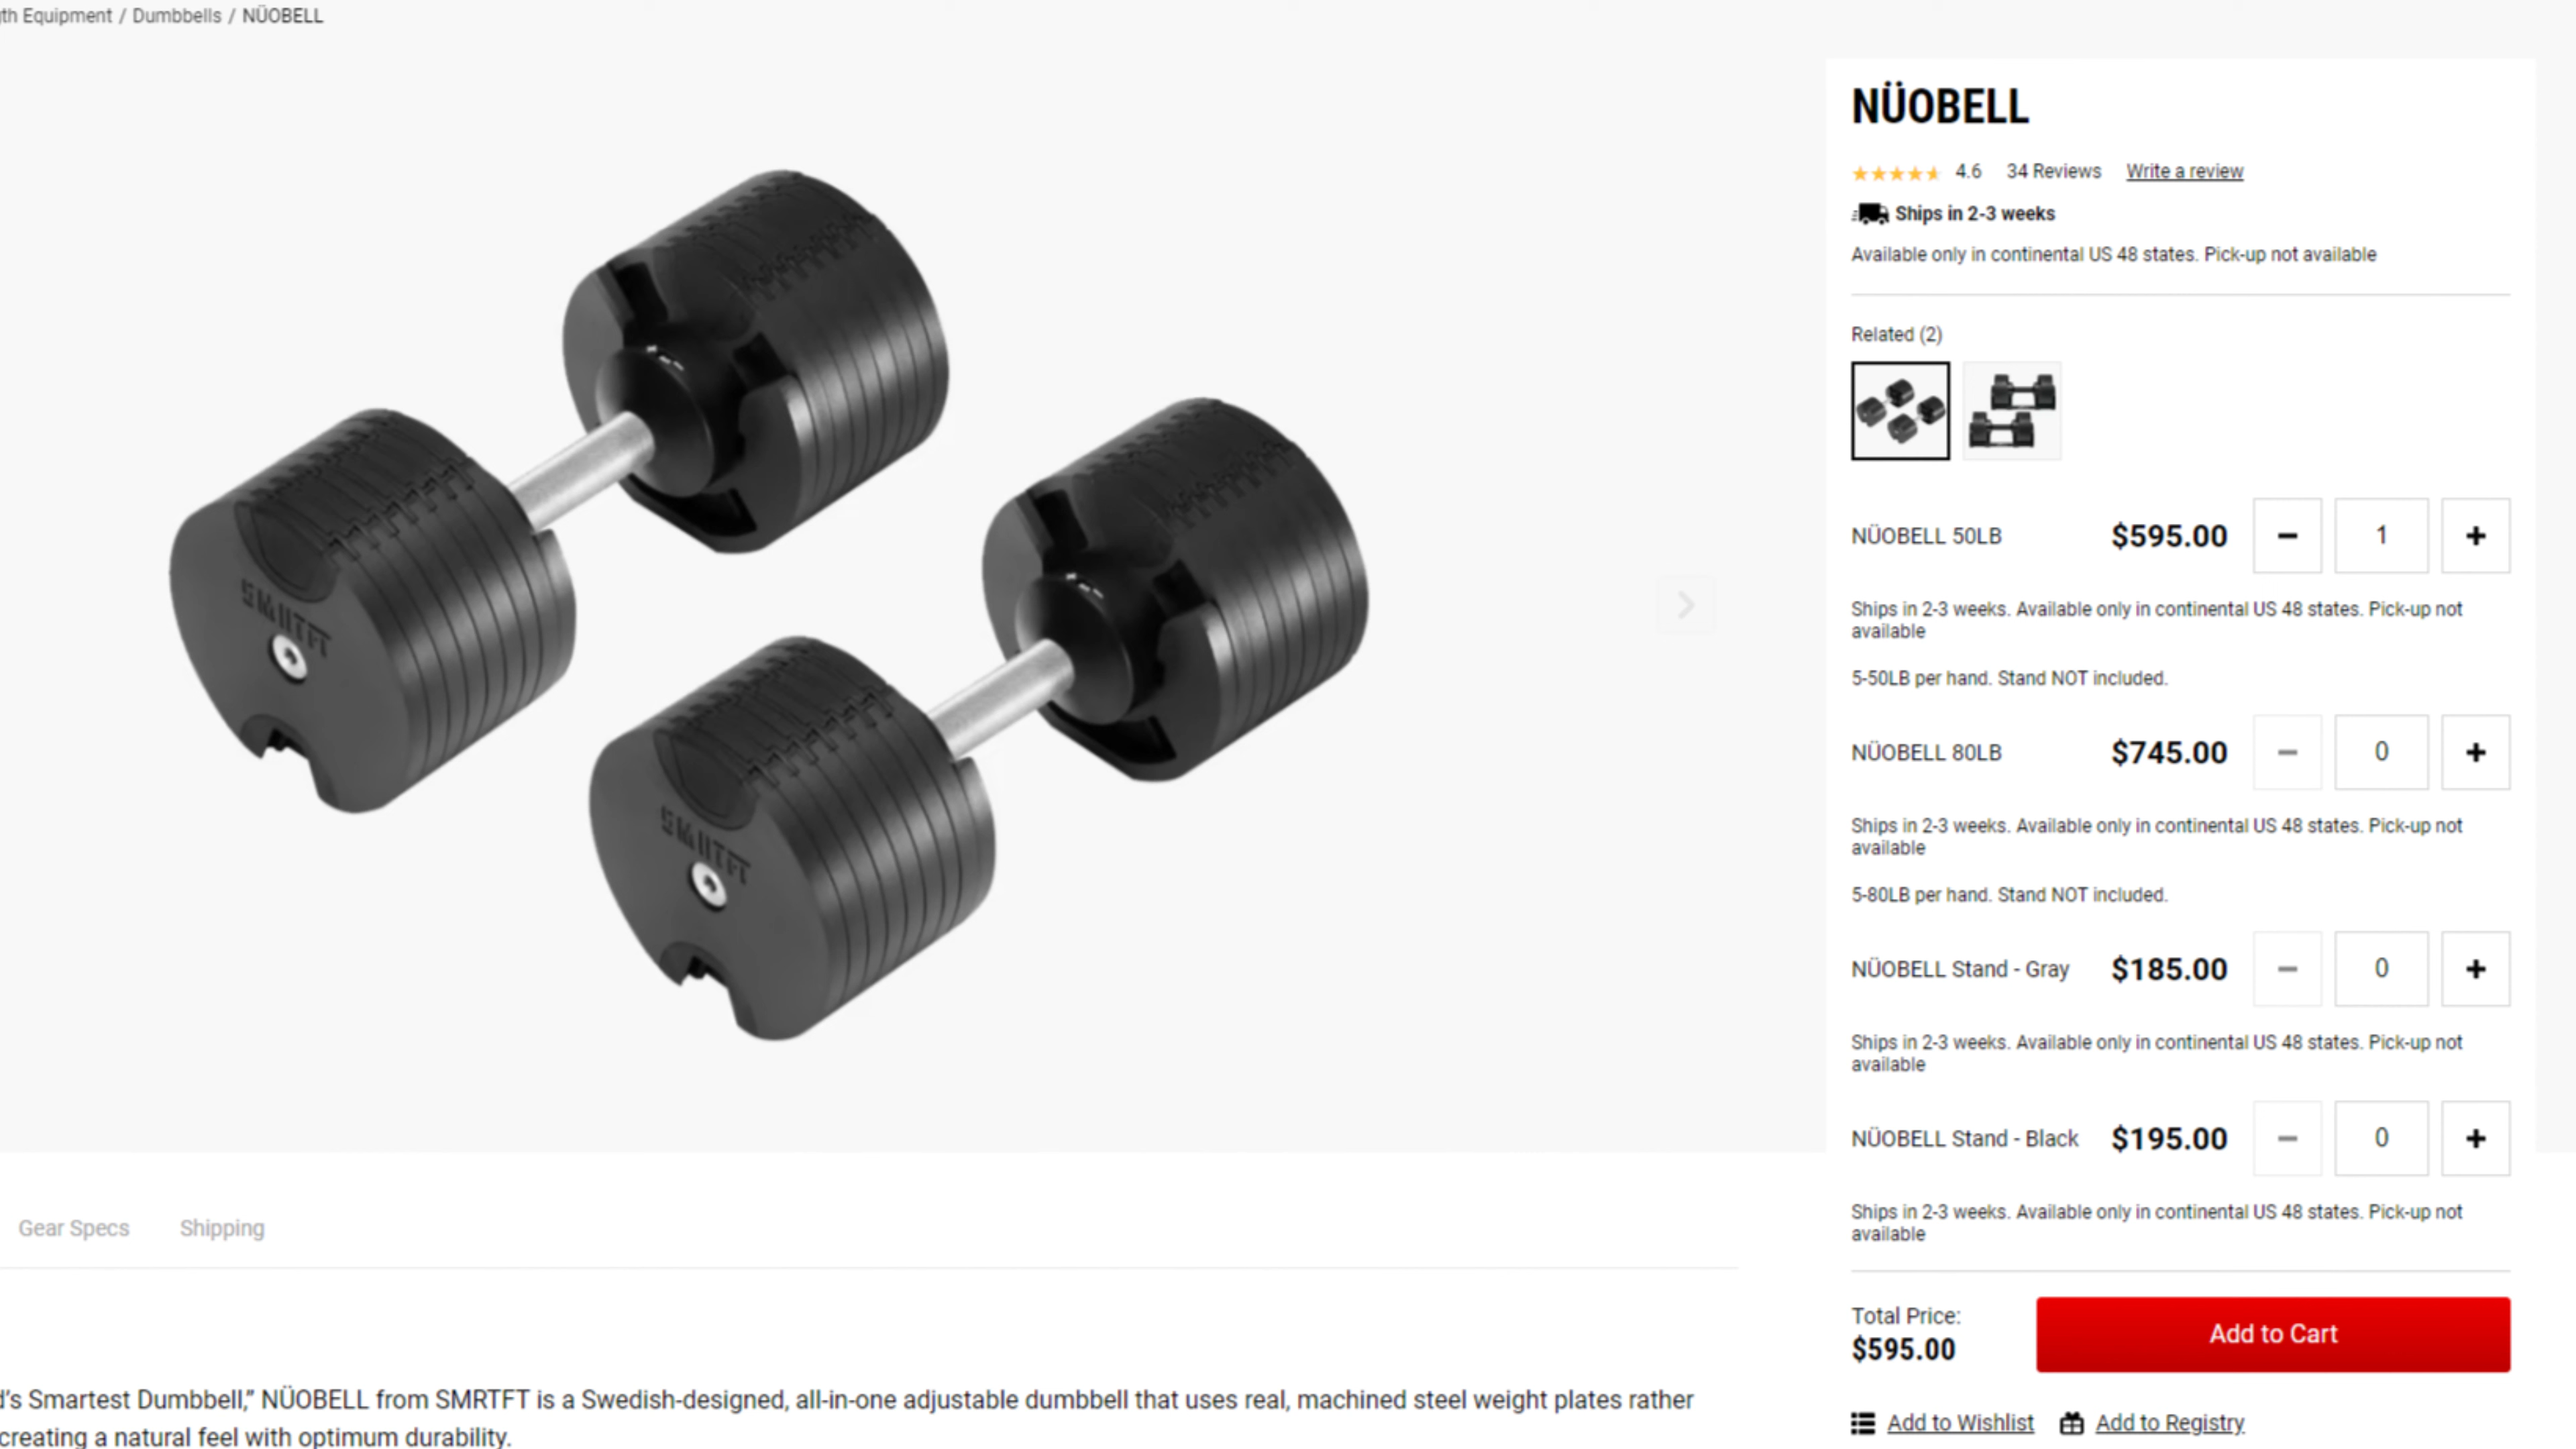 th Equipment / Dumbbells / NÜOBELL
SMRTFT
SMRTFT
NÜOBELL
4.6 34 Reviews Write a review
Ships in 2-3 weeks
Available only in continental US 48 states. Pick-up not available
Related (2)
NÜOBELL 50LB $595.00 − 1 +
Ships in 2-3 weeks. Available only in continental US 48 states. Pick-up not
available
5-50LB per hand. Stand NOT included.
NÜOBELL 80LB $745.00 − 0 +
Ships in 2-3 weeks. Available only in continental US 48 states. Pick-up not
available
5-80LB per hand. Stand NOT included.
NÜOBELL Stand - Gray $185.00 − 0 +
Ships in 2-3 weeks. Available only in continental US 48 states. Pick-up not
available
NÜOBELL Stand - Black $195.00 − 0 +
Ships in 2-3 weeks. Available only in continental US 48 states. Pick-up not
available
Total Price:
$595.00
Add to Cart
Add to Wishlist Add to Registry
Gear Specs Shipping
d's Smartest Dumbbell,” NÜOBELL from SMRTFT is a Swedish-designed, all-in-one adjustable dumbbell that uses real, machined steel weight plates rather
creating a natural feel with optimum durability.